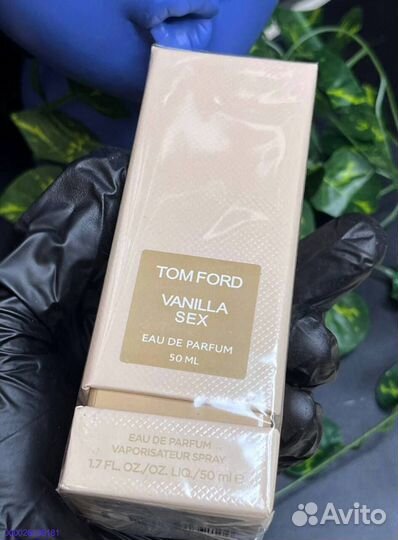 TOM FORD
VANILLA
SEX
EAU DE PARFUM
50 ML
EAU DE PARFUM
VAPORISATEUR SPRAY
1.7 FL. OZ./OZ. LIQ./50 ml e
Avito